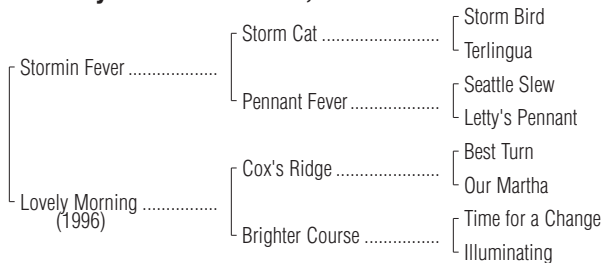 Storm Bird
Storm Cat ......................
Terlingua
Stormin Fever ..................
Seattle Slew
Pennant Fever ...................
Letty's Pennant
Best Turn
Cox's Ridge ....................
Our Martha
Lovely Morning ...............
(1996)
Time for a Change
Brighter Course ...............
Illuminating